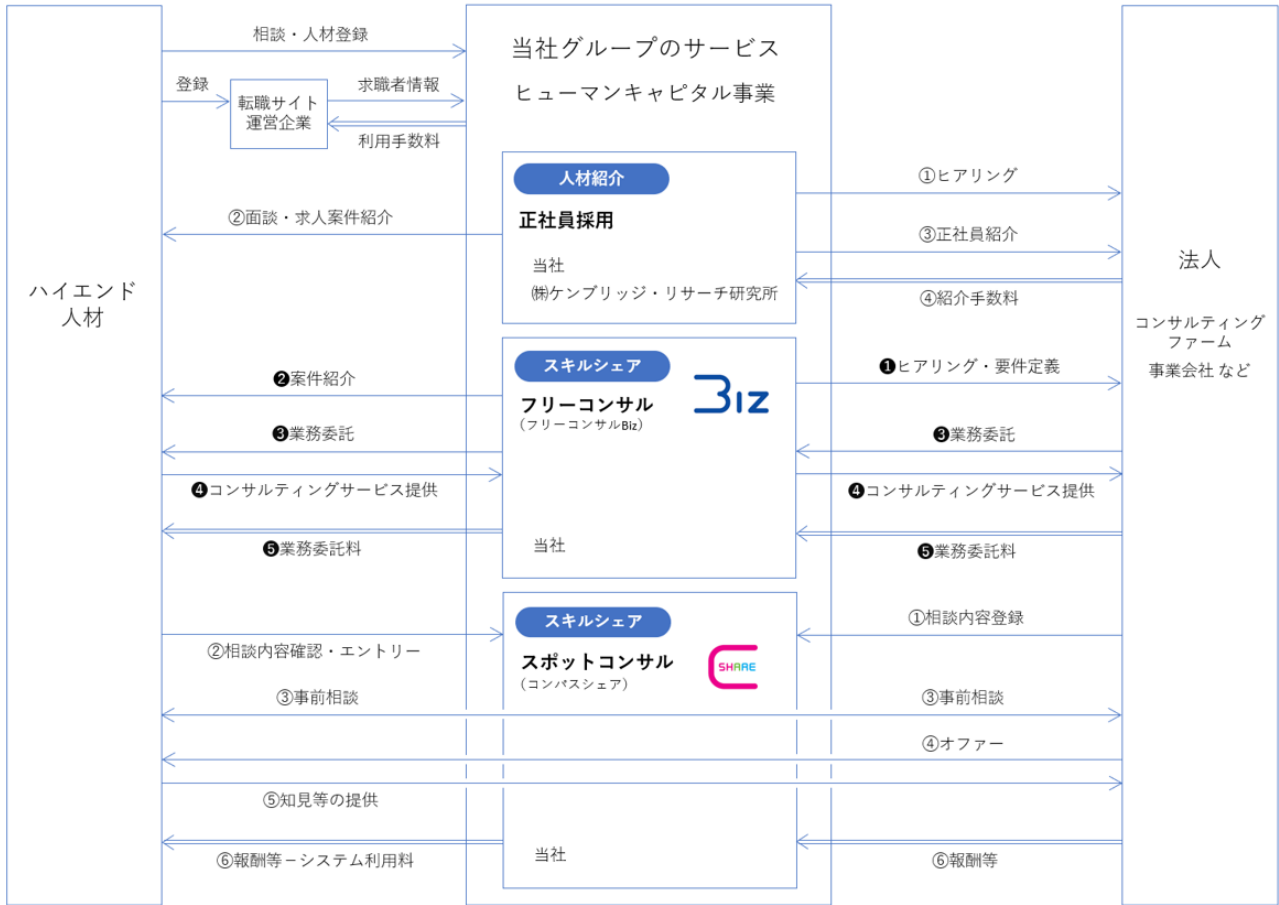 相談・人材登録
登録
転職サイト
運営企業
求職者情報
利用手数料
当社グループのサービス
ヒューマンキャピタル事業
ハイエンド
人材
法人
コンサルティング
ファーム
事業会社 など
人材紹介
正社員採用
当社
㈱ケンブリッジ・リサーチ研究所
①ヒアリング
②面談・求人案件紹介
③正社員紹介
④紹介手数料
スキルシェア
フリーコンサル
(フリーコンサルBiz)
BIZ
当社
❶ヒアリング・要件定義
❷案件紹介
❸業務委託
❸業務委託
❹コンサルティングサービス提供
❹コンサルティングサービス提供
❺業務委託料
❺業務委託料
スキルシェア
スポットコンサル
(コンパスシェア)
SHARE
当社
①相談内容登録
②相談内容確認・エントリー
③事前相談
③事前相談
④オファー
⑤知見等の提供
⑥報酬等－システム利用料
⑥報酬等